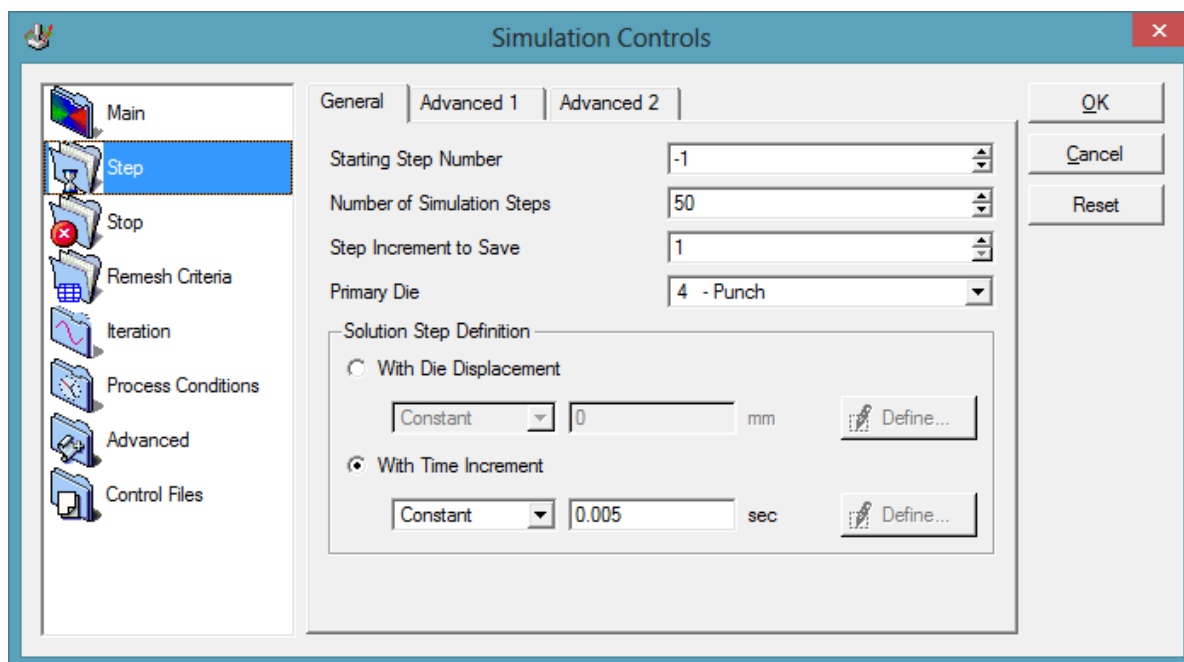 Simulation Controls
Main
Step
Stop
Remesh Criteria
Iteration
Process Conditions
Advanced
Control Files
General Advanced 1 Advanced 2
Starting Step Number -1
Number of Simulation Steps 50
Step Increment to Save 1
Primary Die 4 - Punch
Solution Step Definition
With Die Displacement
Constant 0 mm Define...
With Time Increment
Constant 0.005 sec Define...
OK
Cancel
Reset